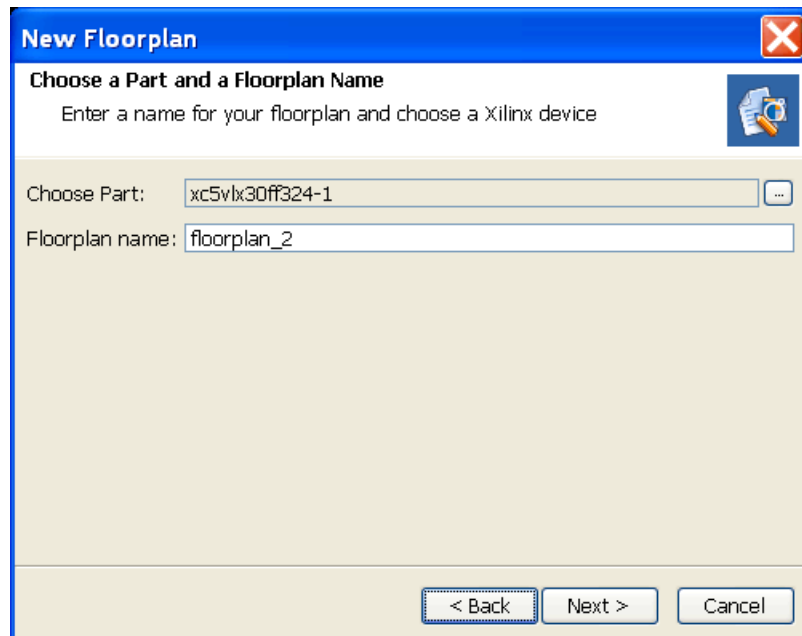 New Floorplan
Choose a Part and a Floorplan Name
Enter a name for your floorplan and choose a Xilinx device
Choose Part: xc5vlx30ff324-1 ...
Floorplan name: floorplan_2
< Back Next > Cancel